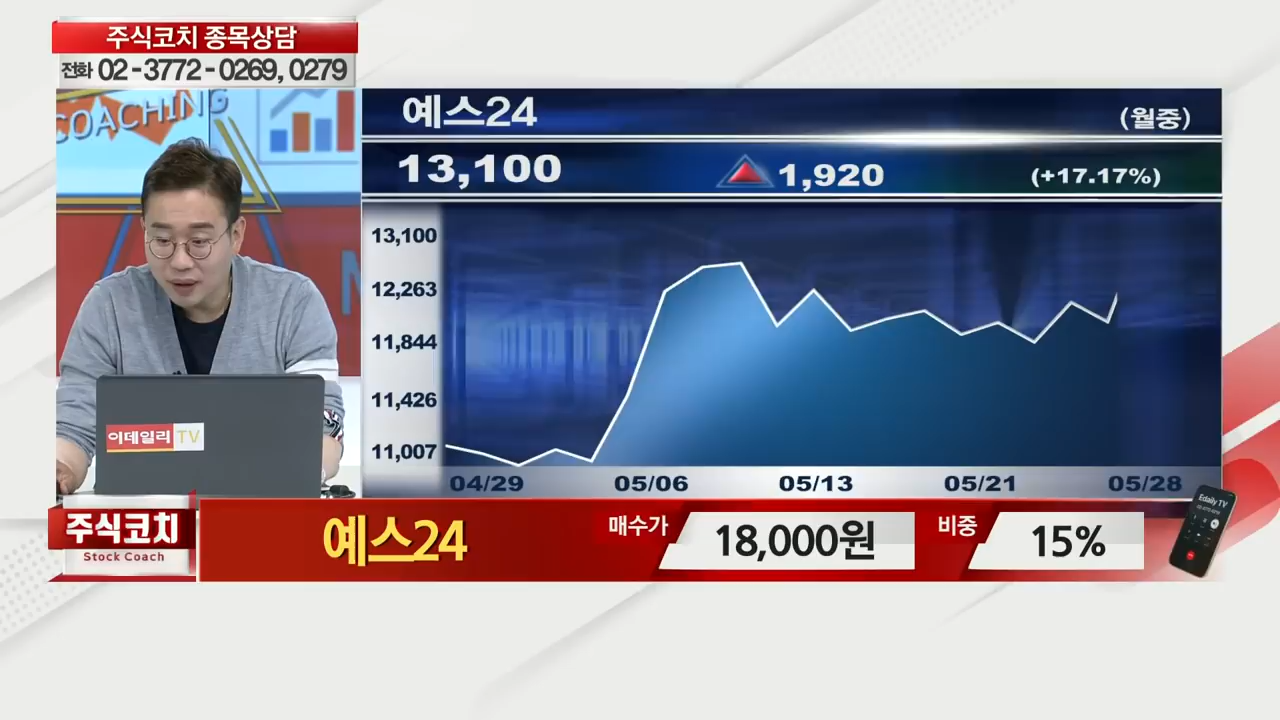 주식코치 종목상담
전화 02-3772-0269, 0279
COACHING
예스24
(월중)
13,100
1,920
(+17.17%)
13,100
12,263
11,844
11,426
11,007
04/29
05/06
05/13
05/21
05/28
이데일리TV
주식코치
Stock Coach
예스24
매수가
18,000원
비중
15%
Edaily TV